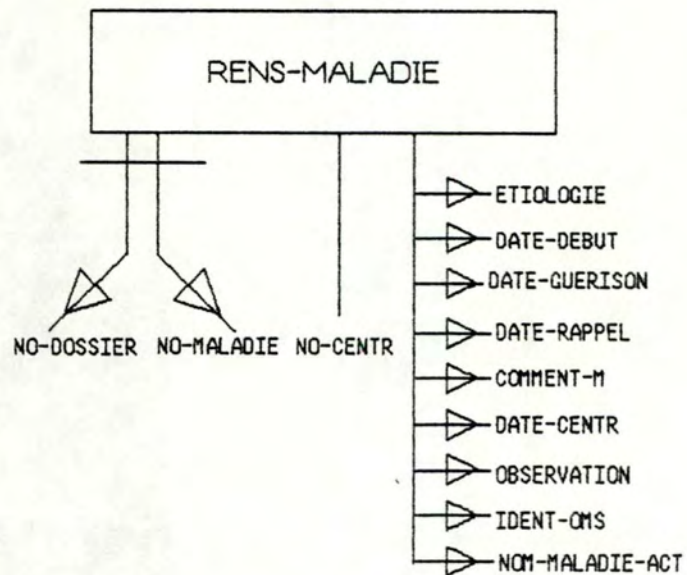 RENS-MALADIE
ETIOLOGIE
DATE-DEBUT
DATE-GUERISON
DATE-RAPPEL
NO-DOSSIER NO-MALADIE NO-CENTR
COMMENT-M
DATE-CENTR
OBSERVATION
IDENT-OMS
NOM-MALADIE-ACT